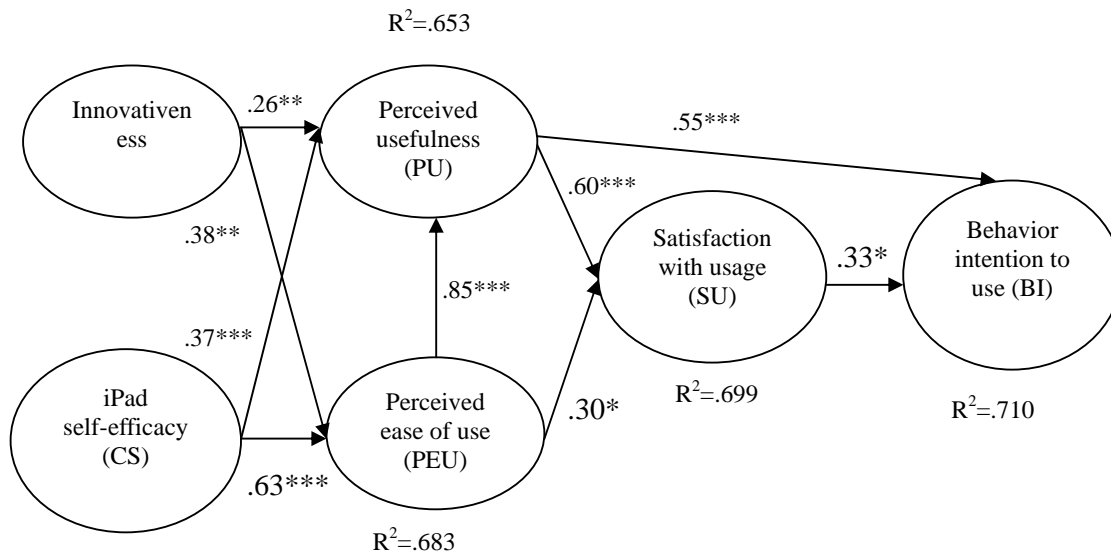 R²=.653
Innovativen
ess
.26**
Perceived
usefulness
(PU)
.55***
.60***
.38**
Satisfaction
with usage
(SU)
.33*
Behavior
intention to
use (BI)
.85***
.37***
iPad
self-efficacy
(CS)
.63***
Perceived
ease of use
(PEU)
.30*
R²=.699
R²=.710
R²=.683